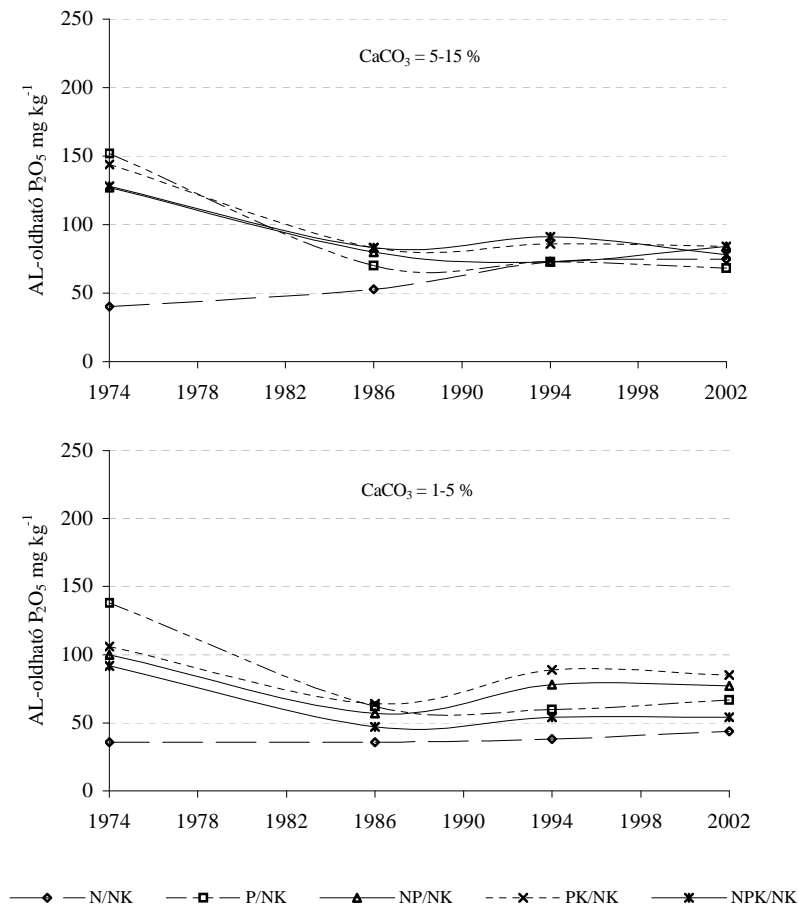 250
CaCO₃ = 5-15 %
200
150
100
50
0
AL-oldható P₂O₅ mg kg⁻¹
1974 1978 1982 1986 1990 1994 1998 2002
250
CaCO₃ = 1-5 %
200
150
100
50
0
AL-oldható P₂O₅ mg kg⁻¹
1974 1978 1982 1986 1990 1994 1998 2002
N/NK P/NK NP/NK PK/NK NPK/NK